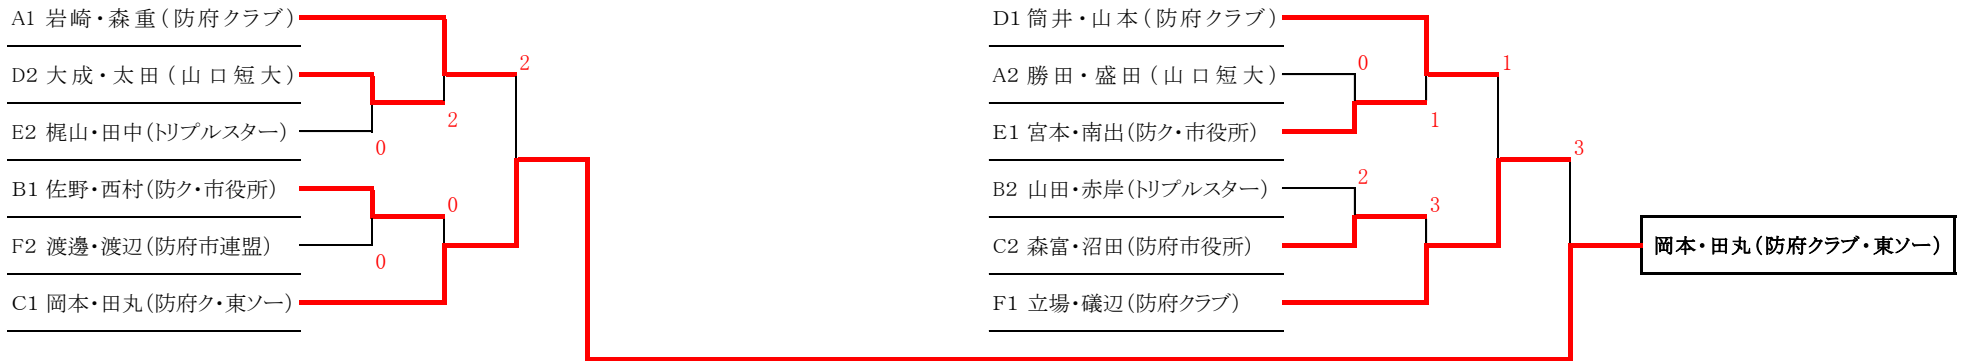 A1 岩崎・森重(防府クラブ)
D2 大成・太田(山口短大)
E2 梶山・田中(トリプルスター)
B1 佐野・西村(防ク・市役所)
F2 渡邊・渡辺(防府市連盟)
C1 岡本・田丸(防府ク・東ソー)
2
2
0
0
0
D1 筒井・山本(防府クラブ)
A2 勝田・盛田(山口短大)
E1 宮本・南出(防ク・市役所)
B2 山田・赤岸(トリプルスター)
C2 森富・沼田(防府市役所)
F1 立場・礒辺(防府クラブ)
0
1
1
2
3
3
岡本・田丸(防府クラブ・東ソー)